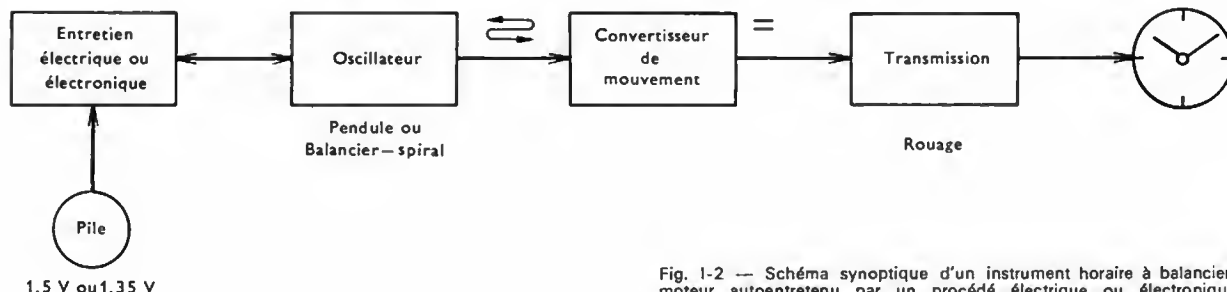 Entretien
électrique ou
électronique
Oscillateur
Convertisseur
de
mouvement
Transmission
Pendule ou
Balancier–spiral
Rouage
Pile
1,5 V ou 1,35 V
Fig. I-2 — Schéma synoptique d'un instrument horaire à balancier
moteur autoentretenu par un procédé électrique ou électronique